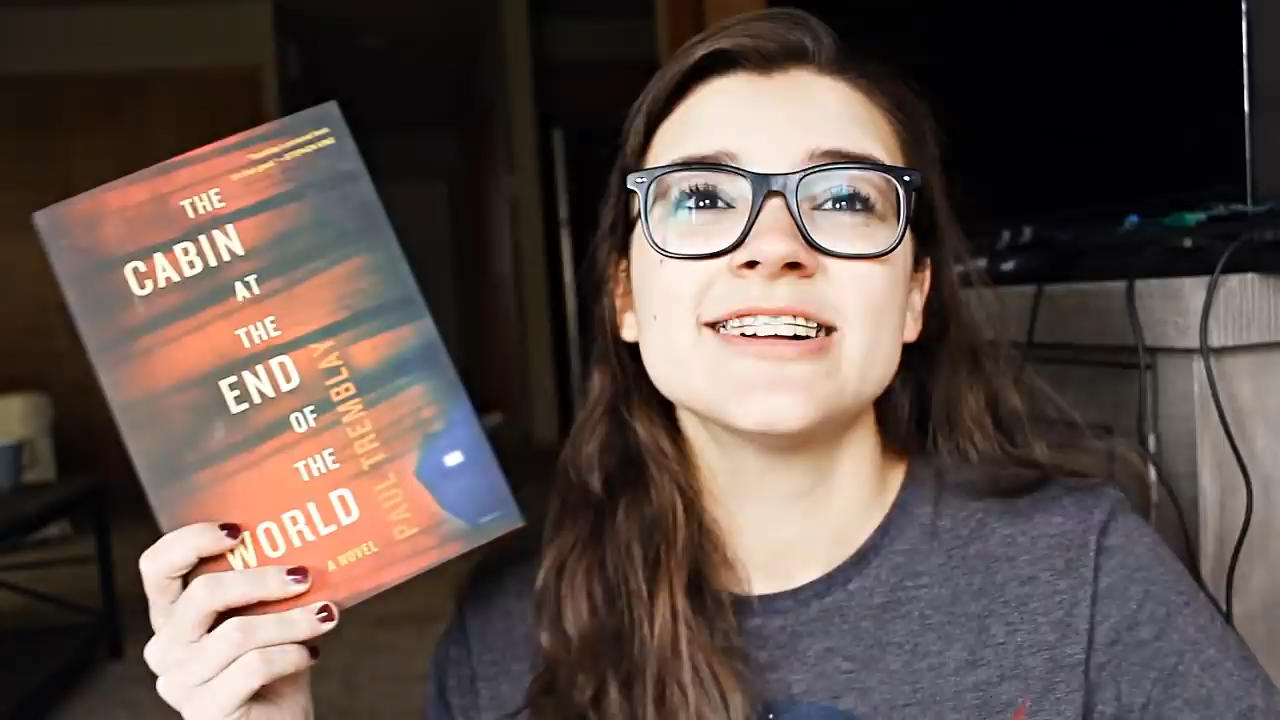 THE
CABIN
AT
THE
END
OF
THE
WORLD
A NOVEL
PAUL TREMBLAY